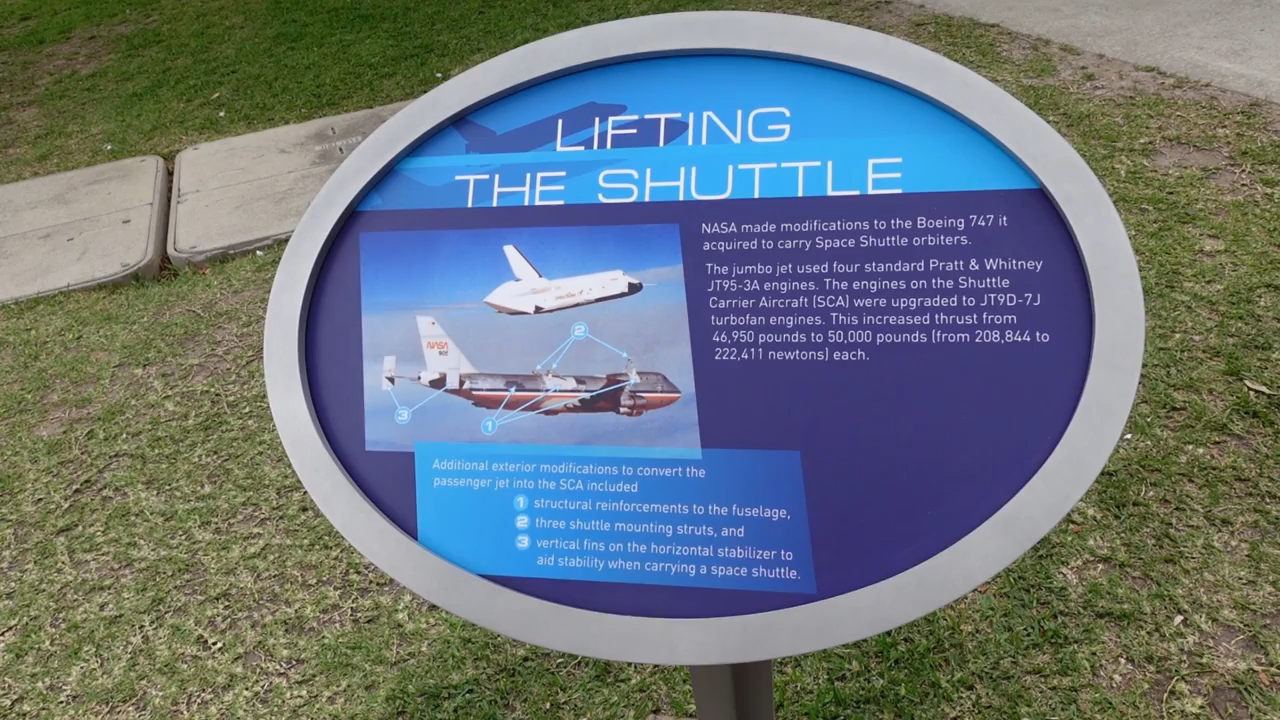 LIFTING
THE SHUTTLE
NASA made modifications to the Boeing 747 it
acquired to carry Space Shuttle orbiters.
The jumbo jet used four standard Pratt & Whitney
JT95-3A engines. The engines on the Shuttle
Carrier Aircraft (SCA) were upgraded to JT9D-7J
turbofan engines. This increased thrust from
46,950 pounds to 50,000 pounds (from 208,844 to
222,411 newtons) each.
NASA
905
2
3
1
Additional exterior modifications to convert the
passenger jet into the SCA included
1 structural reinforcements to the fuselage,
2 three shuttle mounting struts, and
3 vertical fins on the horizontal stabilizer to
aid stability when carrying a space shuttle.